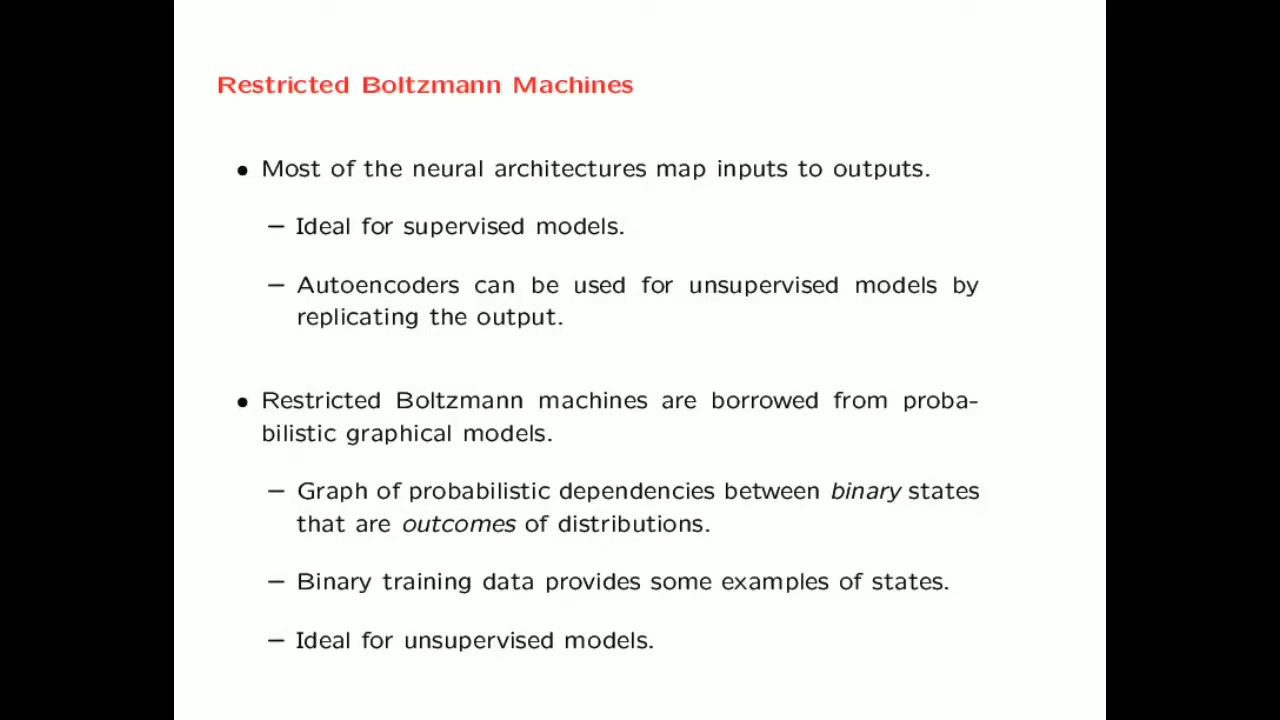 Restricted Boltzmann Machines
• Most of the neural architectures map inputs to outputs.
– Ideal for supervised models.
– Autoencoders can be used for unsupervised models by
replicating the output.
• Restricted Boltzmann machines are borrowed from proba-
bilistic graphical models.
– Graph of probabilistic dependencies between binary states
that are outcomes of distributions.
– Binary training data provides some examples of states.
– Ideal for unsupervised models.